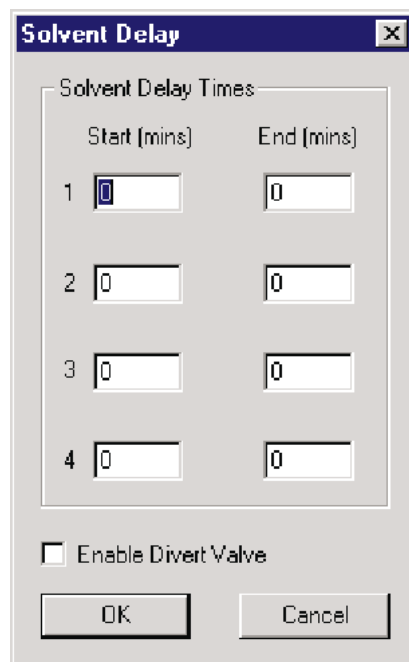 Solvent Delay
Solvent Delay Times
Start (mins) End (mins)
1 0 0
2 0 0
3 0 0
4 0 0
Enable Divert Valve
OK Cancel